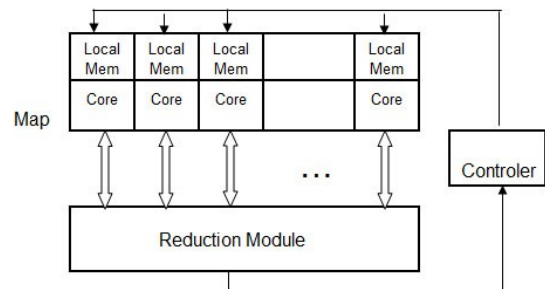 Local Mem Local Mem Local Mem Local Mem
Core Core Core Core
Map
Controler
...
Reduction Module